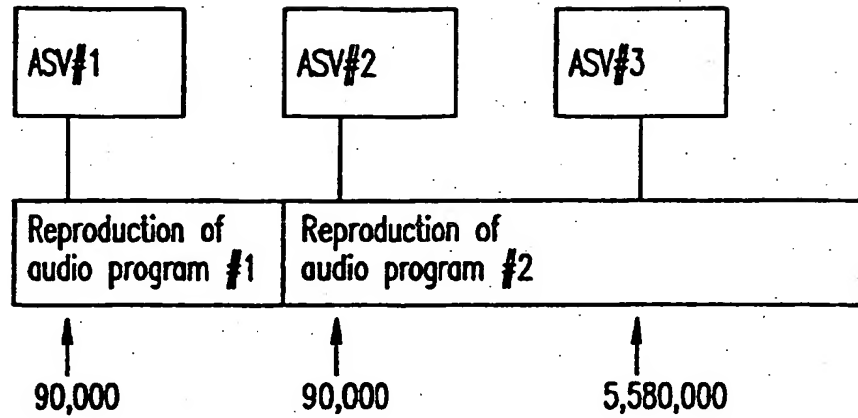 ASV#1
ASV#2
ASV#3
Reproduction of
audio program #1
Reproduction of
audio program #2
90,000
90,000
5,580,000